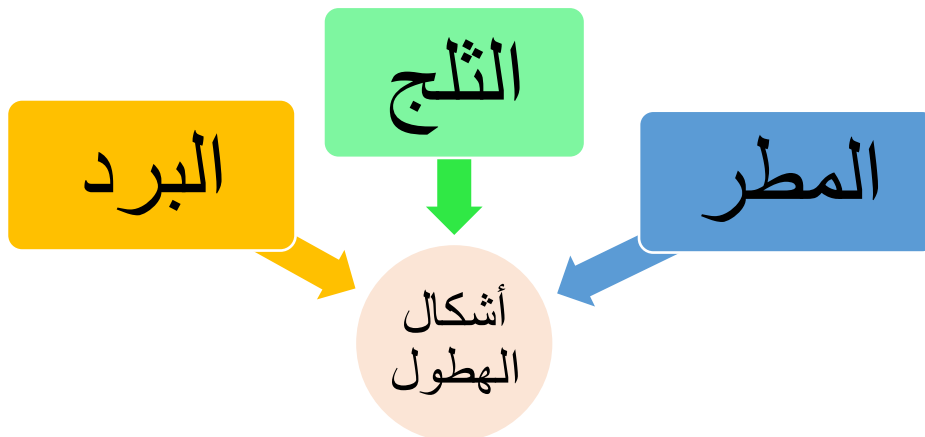 المطر
الثلج
البرد
أشكال
الهطول